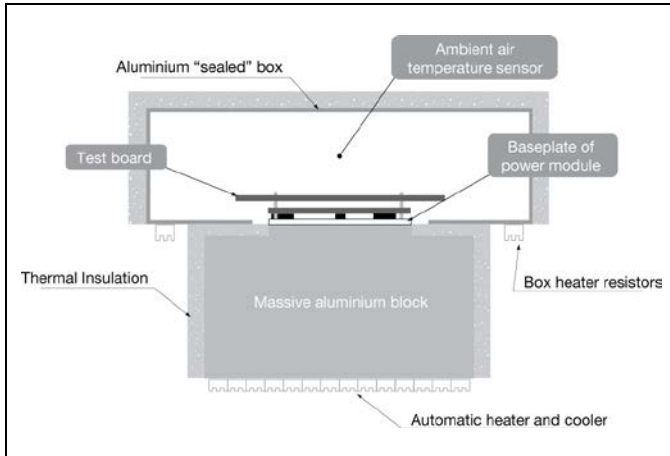 Ambient air
temperature sensor
Aluminium “sealed” box
Test board
Baseplate of
power module
Thermal Insulation
Massive aluminium block
Box heater resistors
Automatic heater and cooler